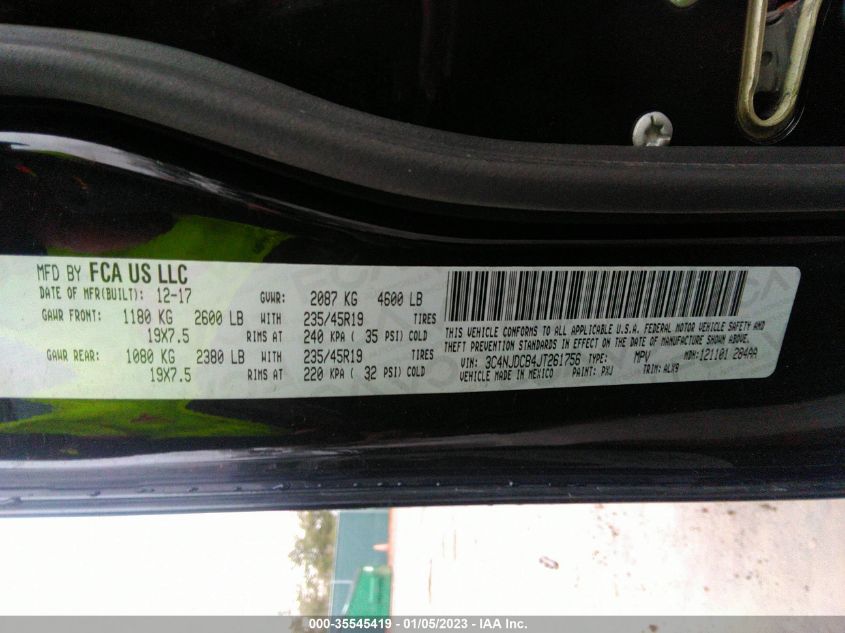 MFD BY FCA US LLC
DATE OF MFR(BUILT): 12-17 GVWR: 2087 KG 4600 LB
GAWR FRONT: 1180 KG 2600 LB WITH 235/45R19 TIRES
19X7.5 RIMS AT 240 KPA ( 35 PSI) COLD
GAWR REAR: 1080 KG 2380 LB WITH 235/45R19 TIRES
19X7.5 RIMS AT 220 KPA ( 32 PSI) COLD
THIS VEHICLE CONFORMS TO ALL APPLICABLE U.S.A. FEDERAL MOTOR VEHICLE SAFETY AND
THEFT PREVENTION STANDARDS IN EFFECT ON THE DATE OF MANUFACTURE SHOWN ABOVE.
VIN: 3C4NJDCB4JT261756 TYPE: MPV MDH: 121101 284AA
VEHICLE MADE IN MEXICO PAINT: PXJ TRIM: ALX9
000-35545419 - 01/05/2023 - IAA Inc.